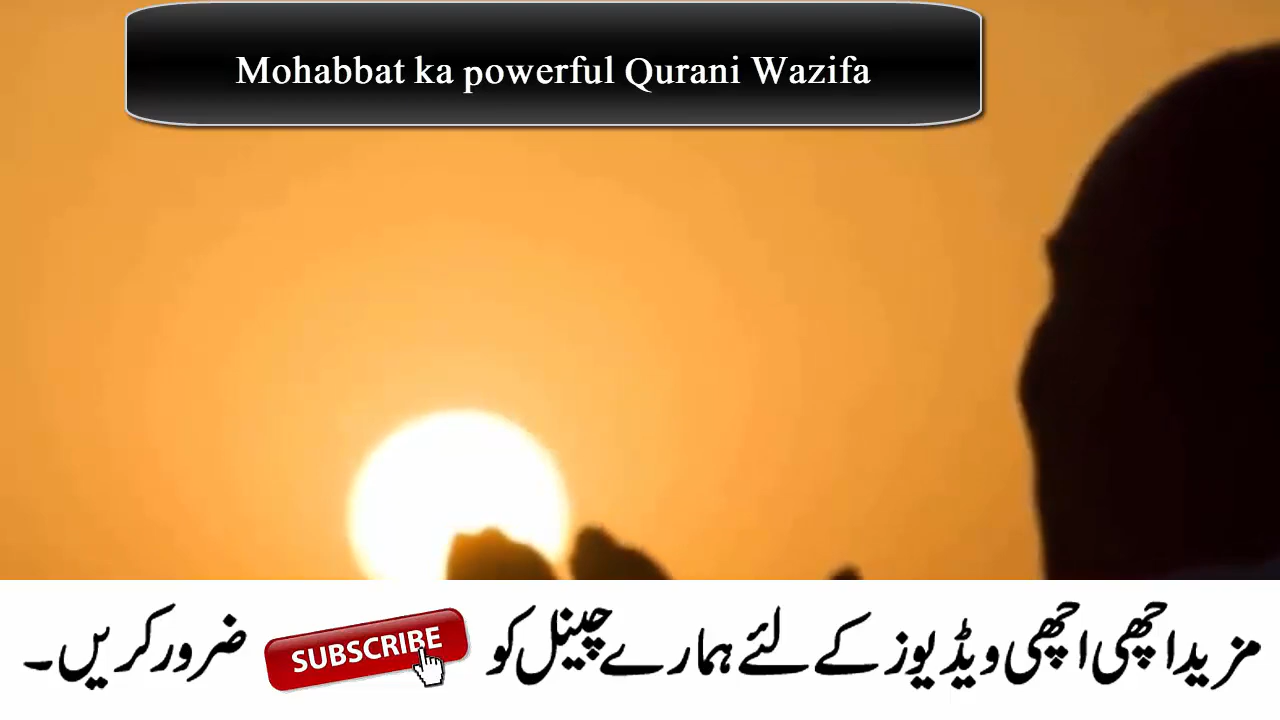 Mohabbat ka powerful Qurani Wazifa
مزید اچھی اچھی ویڈیوز کے لئے ہمارے چینل کو SUBSCRIBE ضرور کریں۔